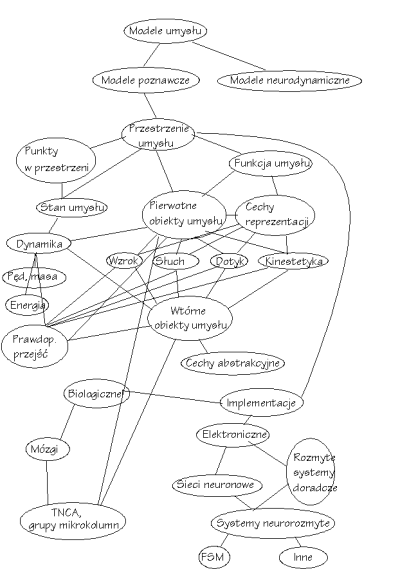 Modele umysłu
Modele poznawcze
Modele neurodynamiczne
Przestrzenie
umysłu
Punkty
w przestrzeni
Funkcja umysłu
Stan umysłu
Pierwotne
obiekty umysłu
Cechy
reprezentacji
Dynamika
Wzrok
Słuch
Dotyk
Kinestetyka
Pęd, masa
Energia
Wtórne
obiekty umysłu
Prawdop.
przejść
Cechy abstrakcyjne
Biologiczne
Implementacje
Elektroniczne
Mózgi
Rozmyte
systemy
doradcze
Sieci neuronowe
TNCA,
grupy mikrokolumn
Systemy neurorozmyte
FSM
Inne